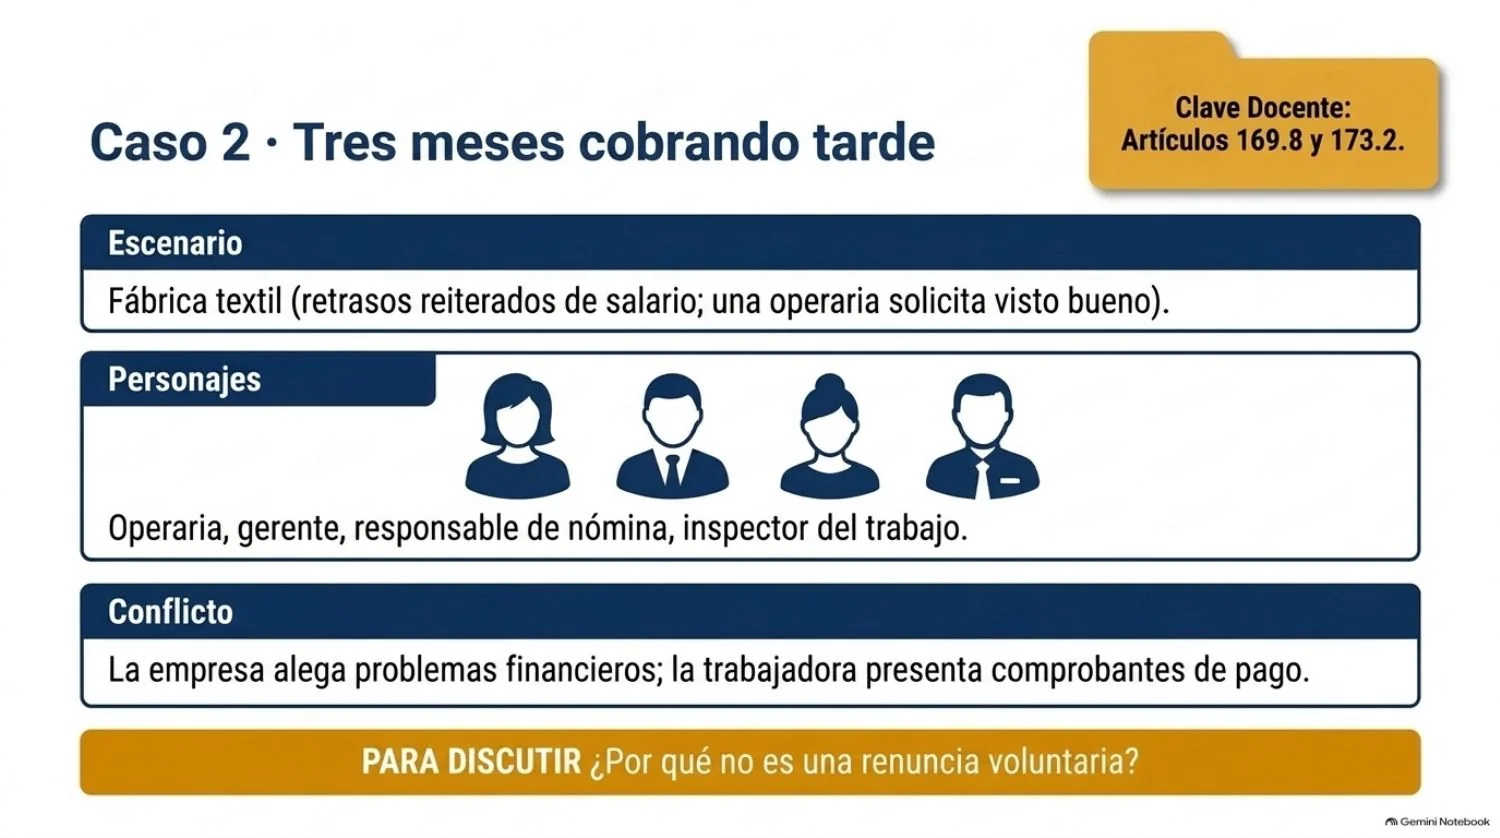 Clave Docente:
Artículos 169.8 y 173.2.
Caso 2 · Tres meses cobrando tarde
Escenario
Fábrica textil (retrasos reiterados de salario; una operaria solicita visto bueno).
Personajes
Operaria, gerente, responsable de nómina, inspector del trabajo.
Conflicto
La empresa alega problemas financieros; la trabajadora presenta comprobantes de pago.
PARA DISCUTIR ¿Por qué no es una renuncia voluntaria?
Gemini Notebook